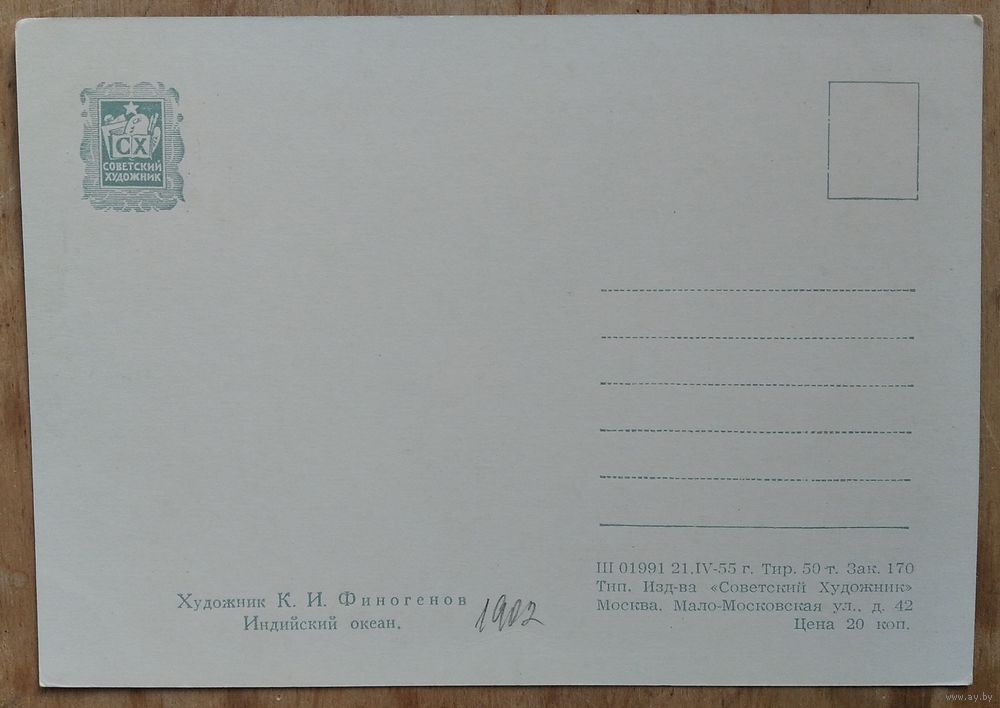 СХ
СОВЕТСКИЙ
ХУДОЖНИК
Художник К. И. Финогенов
Индийский океан.
1902
Ш 01991 21.IV-55 г. Тир. 50 т. Зак. 170
Тип. Изд-ва «Советский Художник»
Москва. Мало-Московская ул., д. 42
Цена 20 коп.
www.ay.by